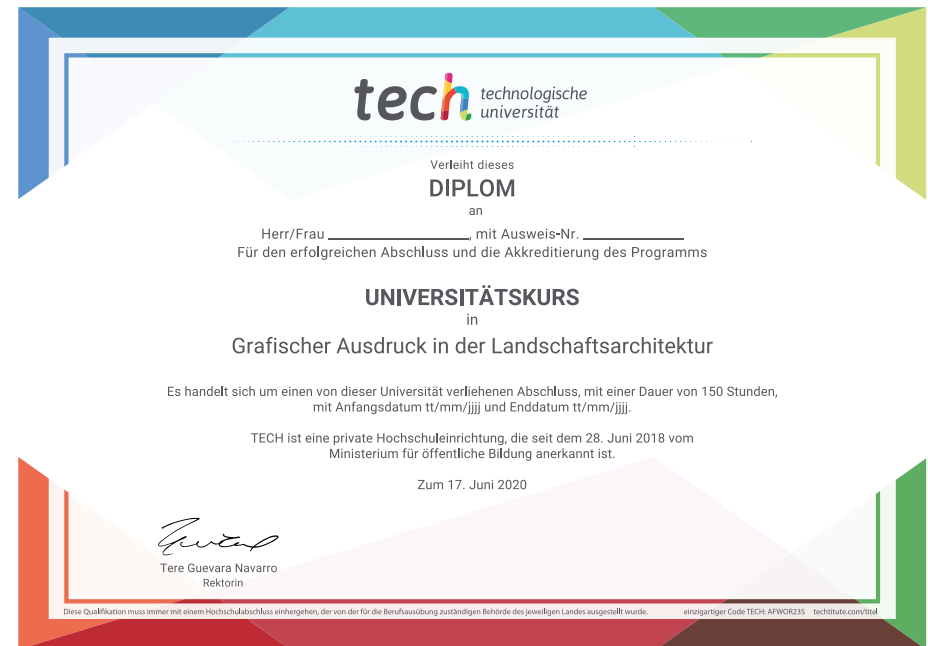 tech technologische
universität
Verleiht dieses
DIPLOM
an
Herr/Frau ____________, mit Ausweis-Nr. ____________
Für den erfolgreichen Abschluss und die Akkreditierung des Programms
UNIVERSITÄTSKURS
in
Grafischer Ausdruck in der Landschaftsarchitektur
Es handelt sich um einen von dieser Universität verliehenen Abschluss, mit einer Dauer von 150 Stunden,
mit Anfangsdatum tt/mm/jjjj und Enddatum tt/mm/jjjj.
TECH ist eine private Hochschuleinrichtung, die seit dem 28. Juni 2018 vom
Ministerium für öffentliche Bildung anerkannt ist.
Zum 17. Juni 2020
Tere Guevara Navarro
Rektorin
Diese Qualifikation muss immer mit einem Hochschulabschluss einhergehen, der von der für die Berufsausübung zuständigen Behörde des jeweiligen Landes ausgestellt wurde. einzigartiger Code TECH: AFWOR235 techtitute.com/titel